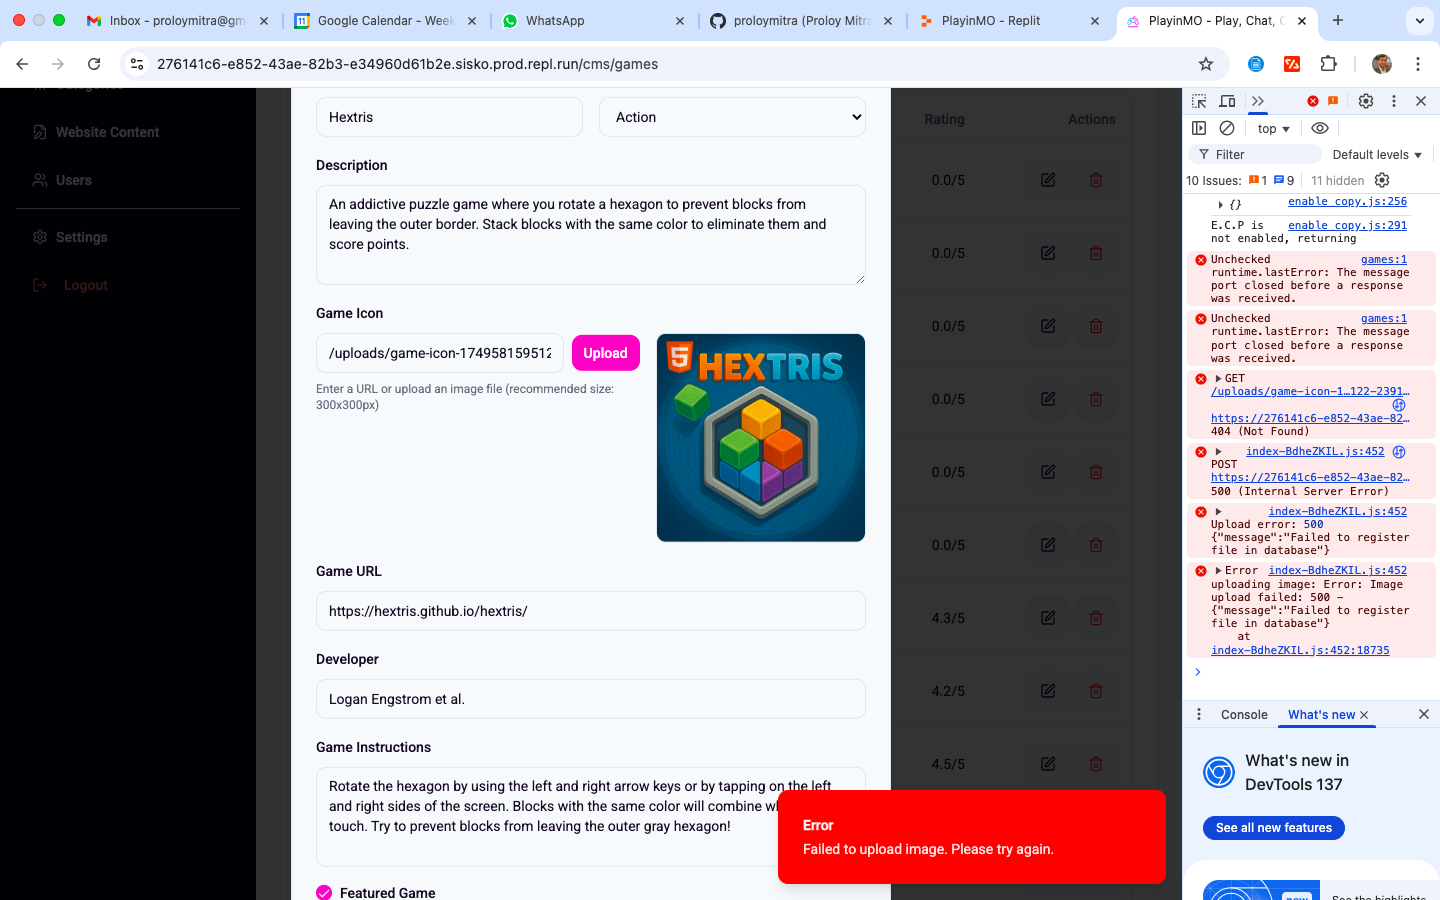 Inbox - proloymitra@gm
Google Calendar - Week
WhatsApp
proloymitra (Proloy Mitra
PlayinMO - Replit
PlayinMO - Play, Chat, C
276141c6-e852-43ae-82b3-e34960d61b2e.sisko.prod.repl.run/cms/games
Categories
Website Content
Users
Settings
Logout
Hextris
Action
Description
An addictive puzzle game where you rotate a hexagon to prevent blocks from
leaving the outer border. Stack blocks with the same color to eliminate them and
score points.
Game Icon
/uploads/game-icon-174958159512
Upload
Enter a URL or upload an image file (recommended size:
300x300px)
5 HEXTRIS
Game URL
https://hextris.github.io/hextris/
Developer
Logan Engstrom et al.
Game Instructions
Rotate the hexagon by using the left and right arrow keys or by tapping on the left
and right sides of the screen. Blocks with the same color will combine wh
touch. Try to prevent blocks from leaving the outer gray hexagon!
Featured Game
Rating
Actions
0.0/5
0.0/5
0.0/5
0.0/5
0.0/5
0.0/5
4.3/5
4.2/5
4.5/5
Error
Failed to upload image. Please try again.
top
Filter
Default levels
10 Issues: 1 9 11 hidden
{} enable_copy.js:256
E.C.P is enable_copy.js:291
not enabled, returning
Unchecked games:1
runtime.lastError: The message
port closed before a response
was received.
Unchecked games:1
runtime.lastError: The message
port closed before a response
was received.
GET
/uploads/game-icon-1…122-2391…
https://276141c6-e852-43ae-82…
404 (Not Found)
index-BdheZKIL.js:452
POST
https://276141c6-e852-43ae-82…
500 (Internal Server Error)
index-BdheZKIL.js:452
Upload error: 500
{"message":"Failed to register
file in database"}
Error index-BdheZKIL.js:452
uploading image: Error: Image
upload failed: 500 -
{"message":"Failed to register
file in database"}
at
index-BdheZKIL.js:452:18735
Console
What's new
What's new in
DevTools 137
See all new features
new
See the highlights